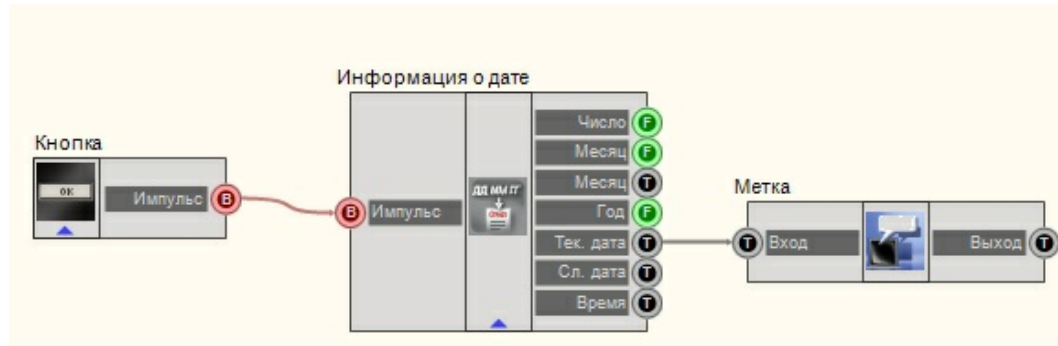 Информация о дате
Кнопка
OK
Импульс B
B Импульс
ДД ММ ГГ
Число F
Месяц F
Месяц T
Год F
Тек. дата T
Сл. дата T
Время T
Метка
T Вход
Выход T